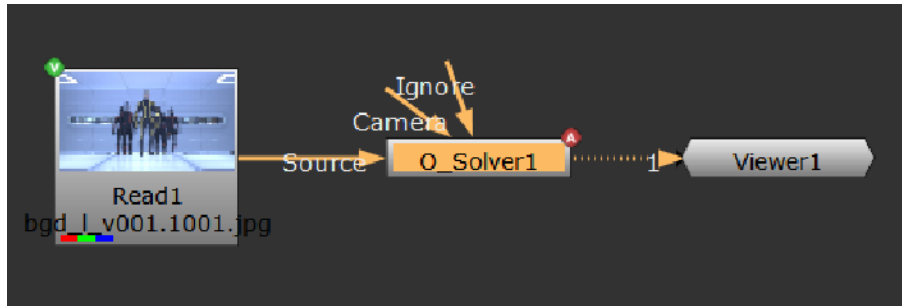 V
Ignore
Camera
A
Source
O_Solver1
1
Viewer1
Read1
bgd_l_v001.1001.jpg